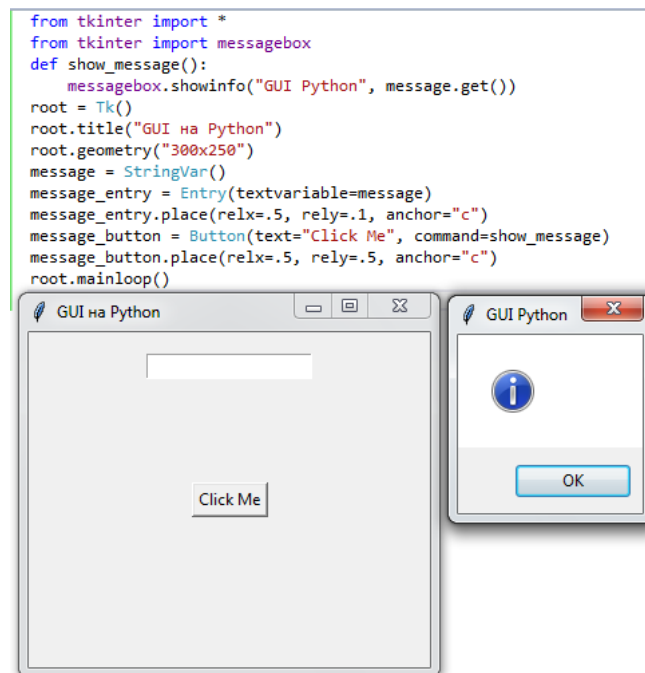 from tkinter import *
from tkinter import messagebox
def show_message():
    messagebox.showinfo("GUI Python", message.get())
root = Tk()
root.title("GUI на Python")
root.geometry("300x250")
message = StringVar()
message_entry = Entry(textvariable=message)
message_entry.place(relx=.5, rely=.1, anchor="c")
message_button = Button(text="Click Me", command=show_message)
message_button.place(relx=.5, rely=.5, anchor="c")
root.mainloop()
GUI на Python
Click Me
GUI Python
OK